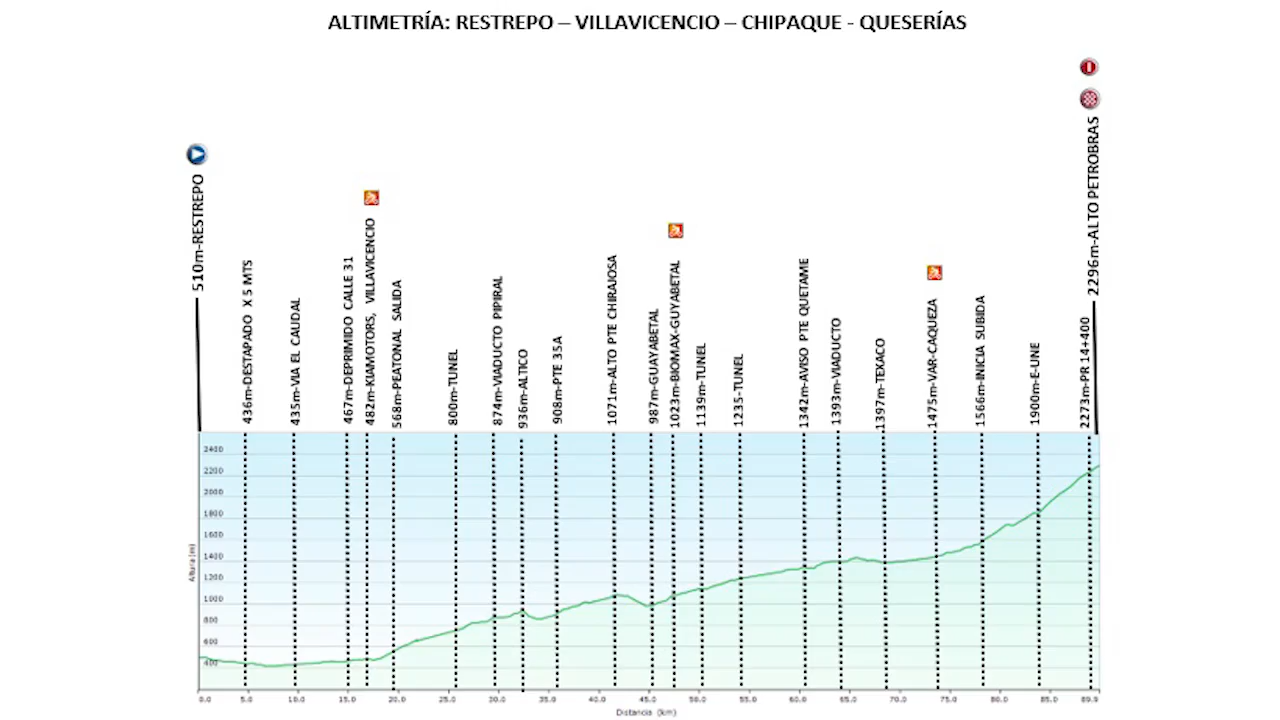 ALTIMETRÍA: RESTREPO – VILLAVICENCIO – CHIPAQUE - QUESERÍAS
510m-RESTREPO
436m-DESTAPADO X 5 MTS
435m-VIA EL CAUDAL
467m-DEPRIMIDO CALLE 31
482m-KIAMOTORS, VILLAVICENCIO
568m-PEATONAL SALIDA
800m-TUNEL
874m-VIADUCTO PIPIRAL
936m-ALTICO
908m-PTE 35A
1071m-ALTO PTE CHIRAJOSA
987m-GUAYABETAL
1023m-BIOMAX-GUYABETAL
1139m-TUNEL
1235-TUNEL
1342m-AVISO PTE QUETAME
1393m-VIADUCTO
1397m-TEXACO
1475m-VAR-CAQUEZA
1566m-INICIA SUBIDA
1900m-E-UNE
2273m-PR 14+400
2296m-ALTO PETROBRAS
2400
2200
2000
1800
1600
1400
1200
1000
800
600
400
Altura (m)
0.0 5.0 10.0 15.0 20.0 25.0 30.0 35.0 40.0 45.0 50.0 55.0 60.0 65.0 70.0 75.0 80.0 85.0 89.9
Distancia (km)